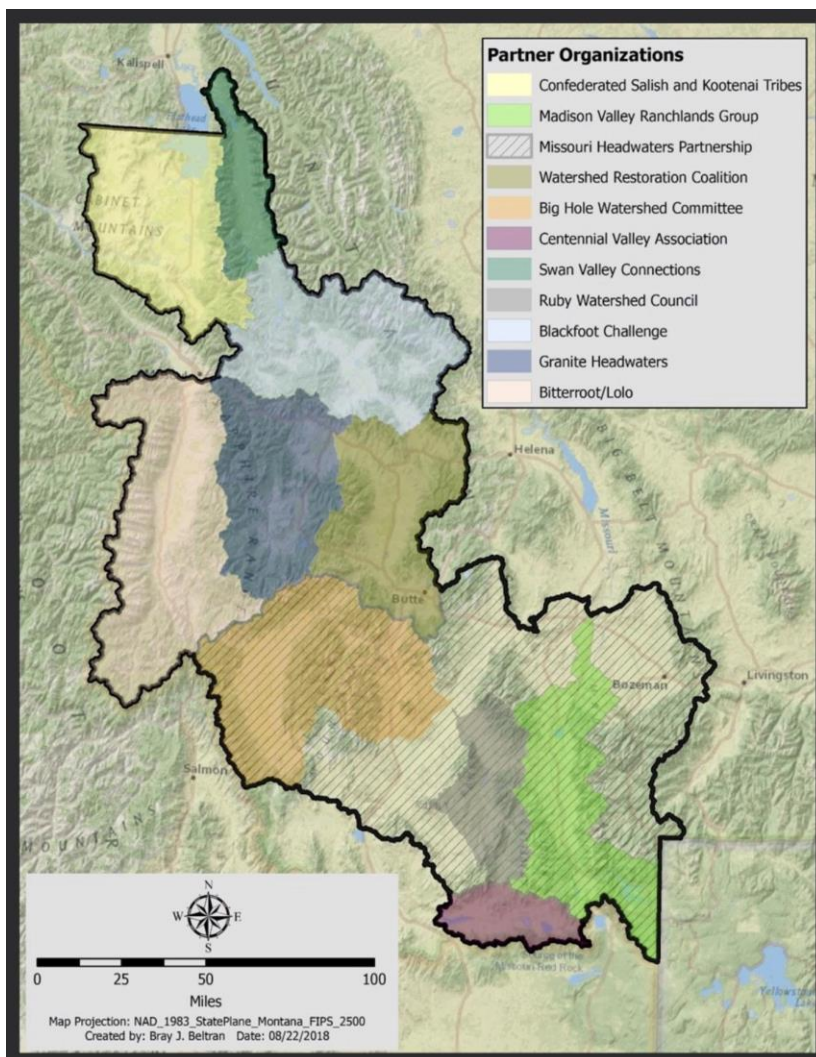 Kalispell
Partner Organizations
Confederated Salish and Kootenai Tribes
Madison Valley Ranchlands Group
Missouri Headwaters Partnership
Watershed Restoration Coalition
Big Hole Watershed Committee
Centennial Valley Association
Swan Valley Connections
Ruby Watershed Council
Blackfoot Challenge
Granite Headwaters
Bitterroot/Lolo
CABINET
MOUNTAINS
Helena
BIG BELT MOUNT
Missouri
Butte
Bozeman
Livingston
Salmon
MOUNTAINS
N
W
E
S
0
25
50
100
Miles
Map Projection: NAD_1983_StatePlane_Montana_FIPS_2500
Created by: Bray J. Beltran Date: 08/22/2018